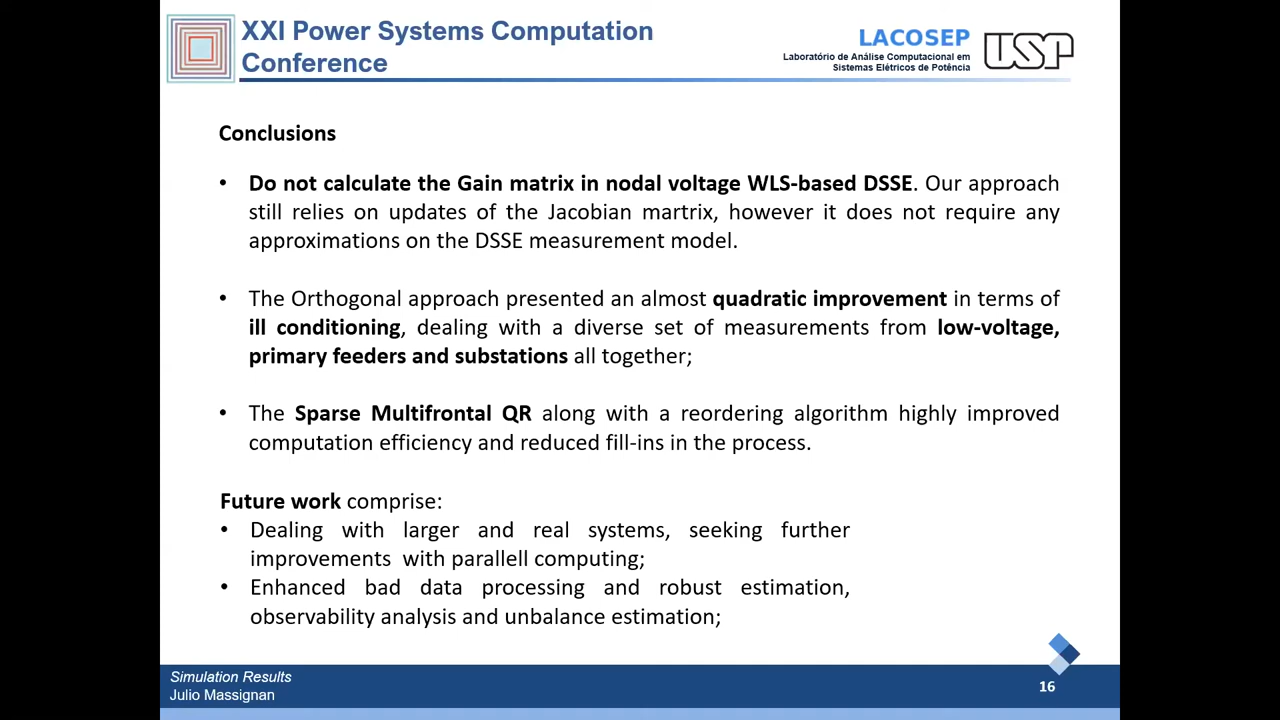 XXI Power Systems Computation
Conference
LACOSEP
Laboratório de Análise Computacional em
Sistemas Elétricos de Potência
USP
Conclusions
• Do not calculate the Gain matrix in nodal voltage WLS-based DSSE. Our approach
still relies on updates of the Jacobian martrix, however it does not require any
approximations on the DSSE measurement model.
• The Orthogonal approach presented an almost quadratic improvement in terms of
ill conditioning, dealing with a diverse set of measurements from low-voltage,
primary feeders and substations all together;
• The Sparse Multifrontal QR along with a reordering algorithm highly improved
computation efficiency and reduced fill-ins in the process.
Future work comprise:
• Dealing with larger and real systems, seeking further
improvements with parallell computing;
• Enhanced bad data processing and robust estimation,
observability analysis and unbalance estimation;
Simulation Results
Julio Massignan
16